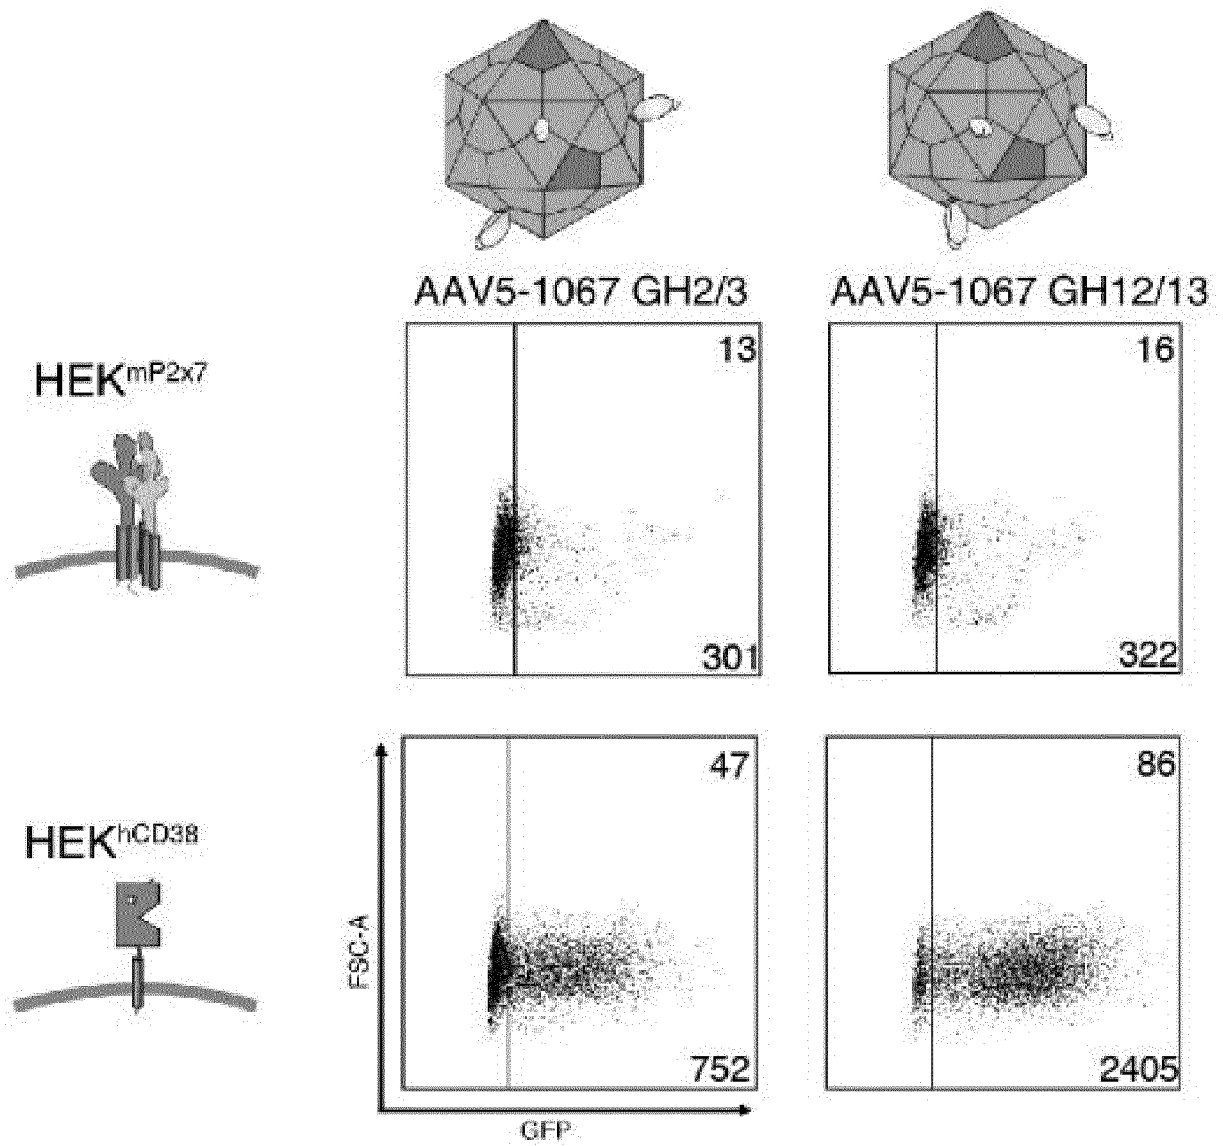 AAV5-1067 GH2/3
AAV5-1067 GH12/13
HEKmP2x7
13
301
16
322
HEKhCD38
47
752
86
2405
FSC-A
GFP